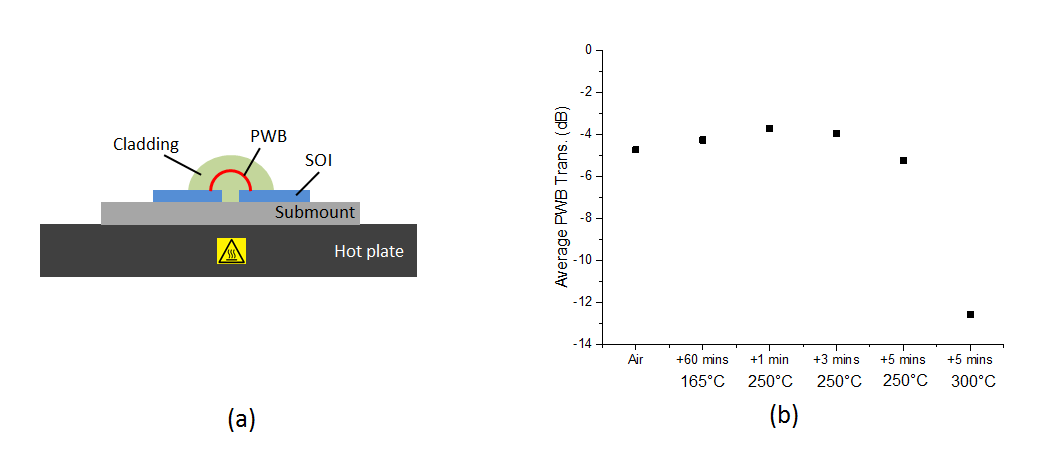 Cladding
PWB
SOI
Submount
Hot plate
(a)
Average PWB Trans. (dB)
0
-2
-4
-6
-8
-10
-12
-14
Air +60 mins +1 min +3 mins +5 mins +5 mins
165°C 250°C 250°C 250°C 300°C
(b)